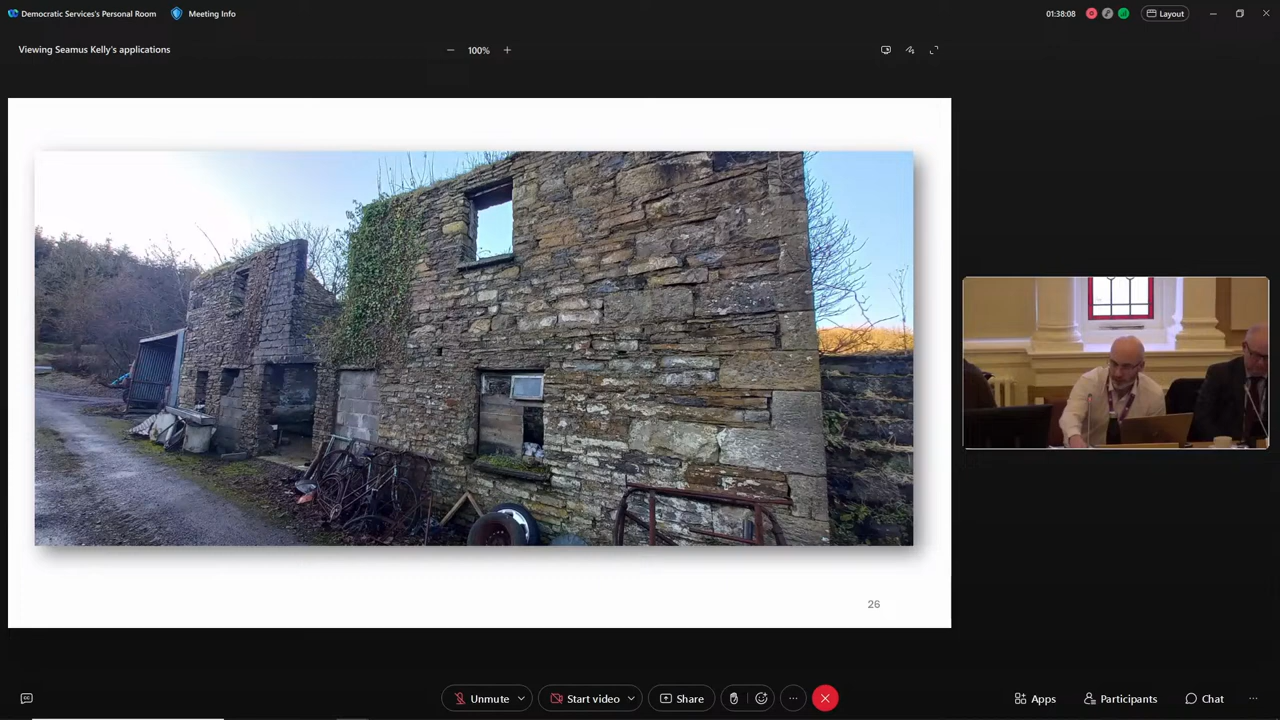 Democratic Services's Personal Room
Meeting Info
01:38:08
Layout
Viewing Seamus Kelly's applications
100%
26
Unmute
Start video
Share
Apps
Participants
Chat